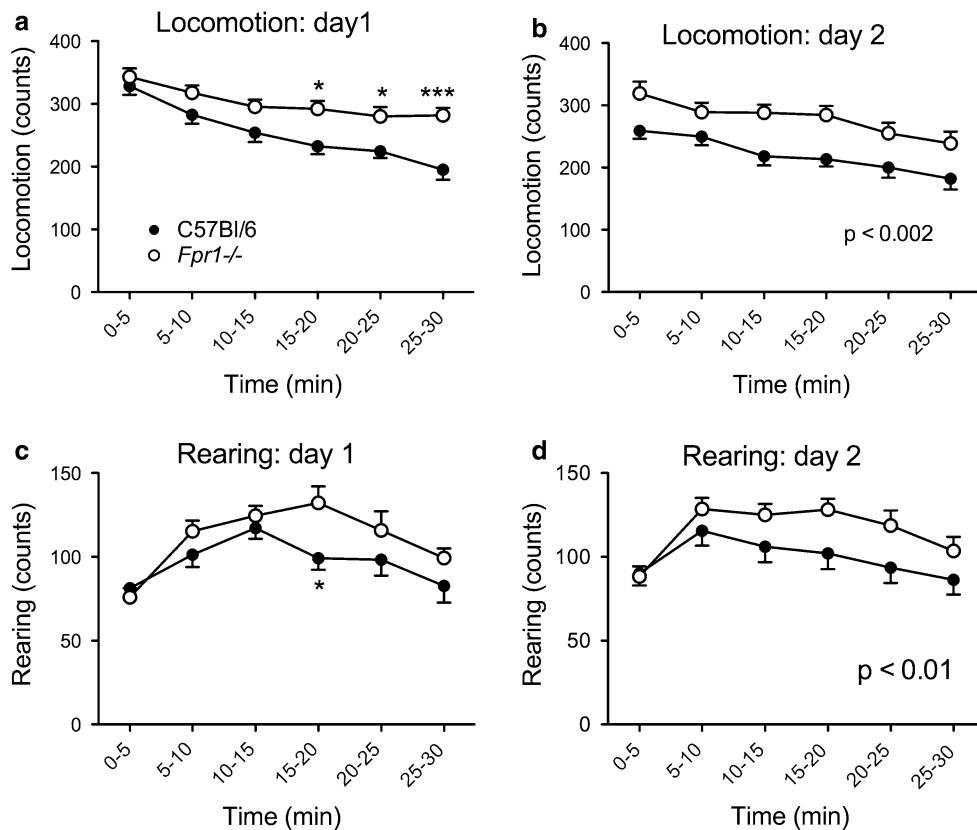 a
Locomotion: day1
Locomotion (counts)
400
300
200
100
0
* * ***
C57Bl/6
Fpr1-/-
0-5 5-10 10-15 15-20 20-25 25-30
Time (min)
b
Locomotion: day 2
Locomotion (counts)
400
300
200
100
0
p < 0.002
0-5 5-10 10-15 15-20 20-25 25-30
Time (min)
c
Rearing: day 1
Rearing (counts)
150
100
50
0
*
0-5 5-10 10-15 15-20 20-25 25-30
Time (min)
d
Rearing: day 2
Rearing (counts)
150
100
50
0
p < 0.01
0-5 5-10 10-15 15-20 20-25 25-30
Time (min)